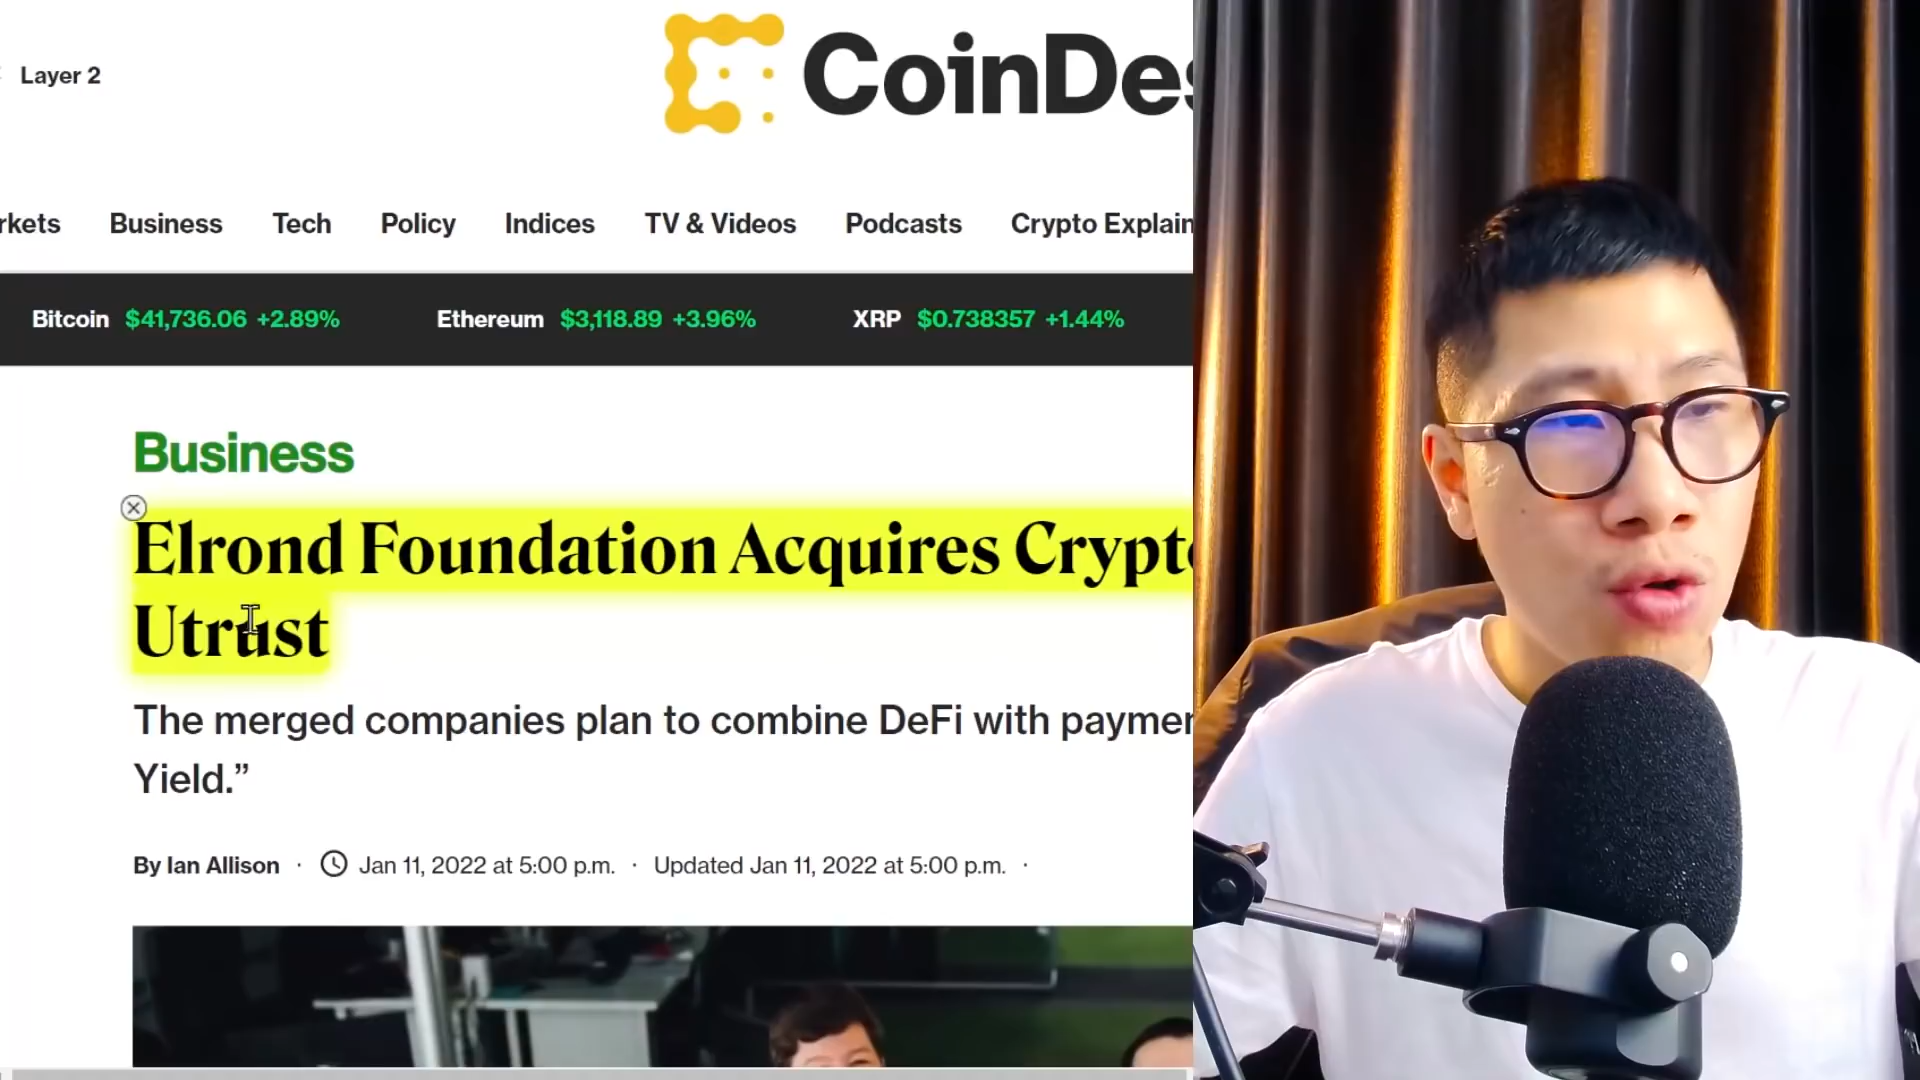 Layer 2
CoinDes
rkets Business Tech Policy Indices TV & Videos Podcasts Crypto Explain
Bitcoin $41,736.06 +2.89% Ethereum $3,118.89 +3.96% XRP $0.738357 +1.44%
Business
Elrond Foundation Acquires Crypto
Utrust
The merged companies plan to combine DeFi with paymen
Yield.”
By Ian Allison · Jan 11, 2022 at 5:00 p.m. · Updated Jan 11, 2022 at 5:00 p.m. ·